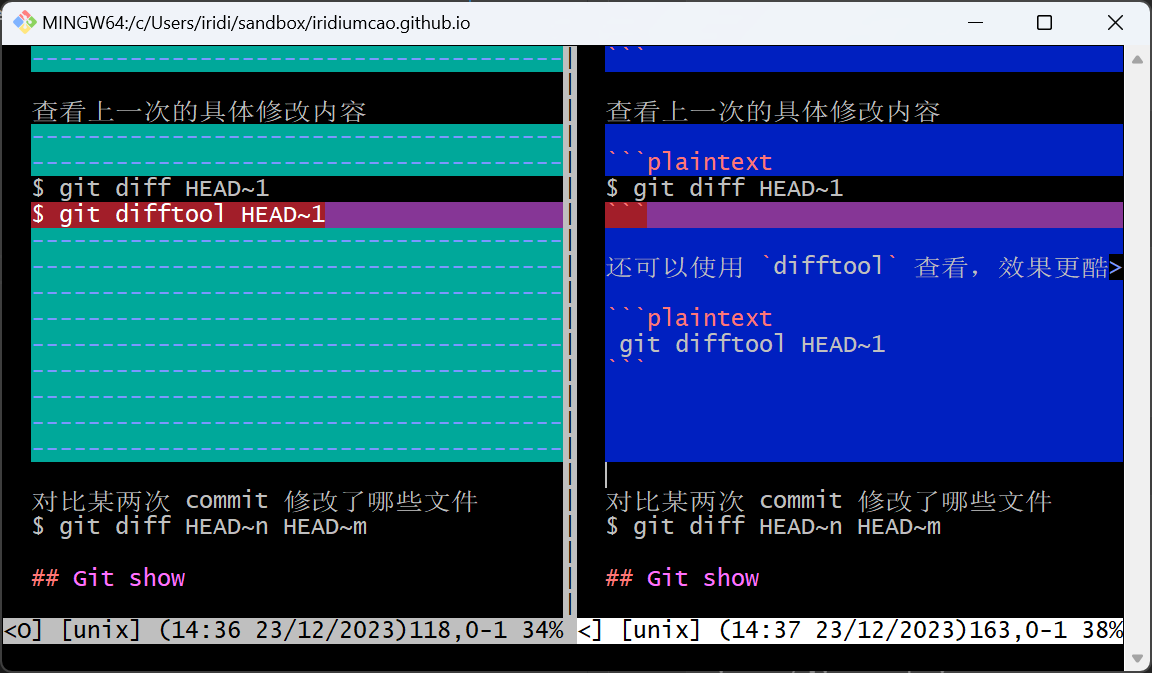 MINGW64:/c/Users/iridi/sandbox/iridiumcao.github.io
查看上一次的具体修改内容
$ git diff HEAD~1
$ git difftool HEAD~1
对比某两次 commit 修改了哪些文件
$ git diff HEAD~n HEAD~m
## Git show
<O] [unix] (14:36 23/12/2023)118,0-1 34%
```
查看上一次的具体修改内容
```plaintext
$ git diff HEAD~1
```
还可以使用 `difftool` 查看，效果更酷>
```plaintext
 git difftool HEAD~1
```
对比某两次 commit 修改了哪些文件
$ git diff HEAD~n HEAD~m
## Git show
<] [unix] (14:37 23/12/2023)163,0-1 38%